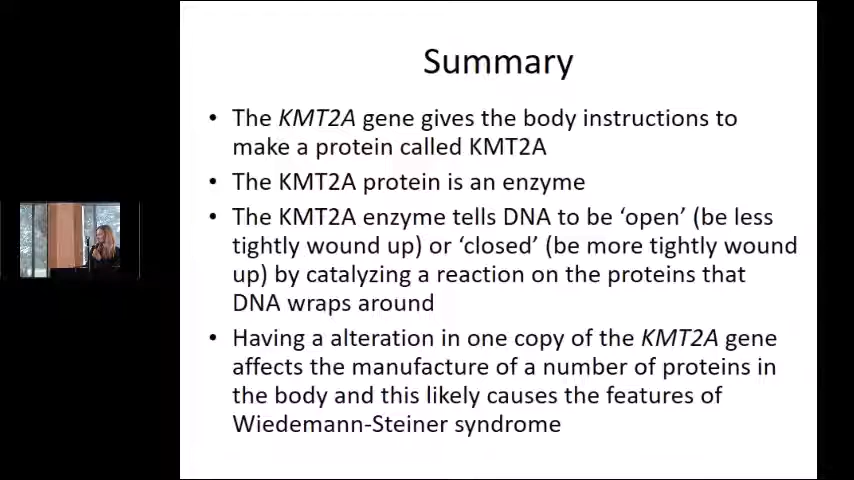 Summary
• The KMT2A gene gives the body instructions to
make a protein called KMT2A
• The KMT2A protein is an enzyme
• The KMT2A enzyme tells DNA to be ‘open’ (be less
tightly wound up) or ‘closed’ (be more tightly wound
up) by catalyzing a reaction on the proteins that
DNA wraps around
• Having a alteration in one copy of the KMT2A gene
affects the manufacture of a number of proteins in
the body and this likely causes the features of
Wiedemann-Steiner syndrome